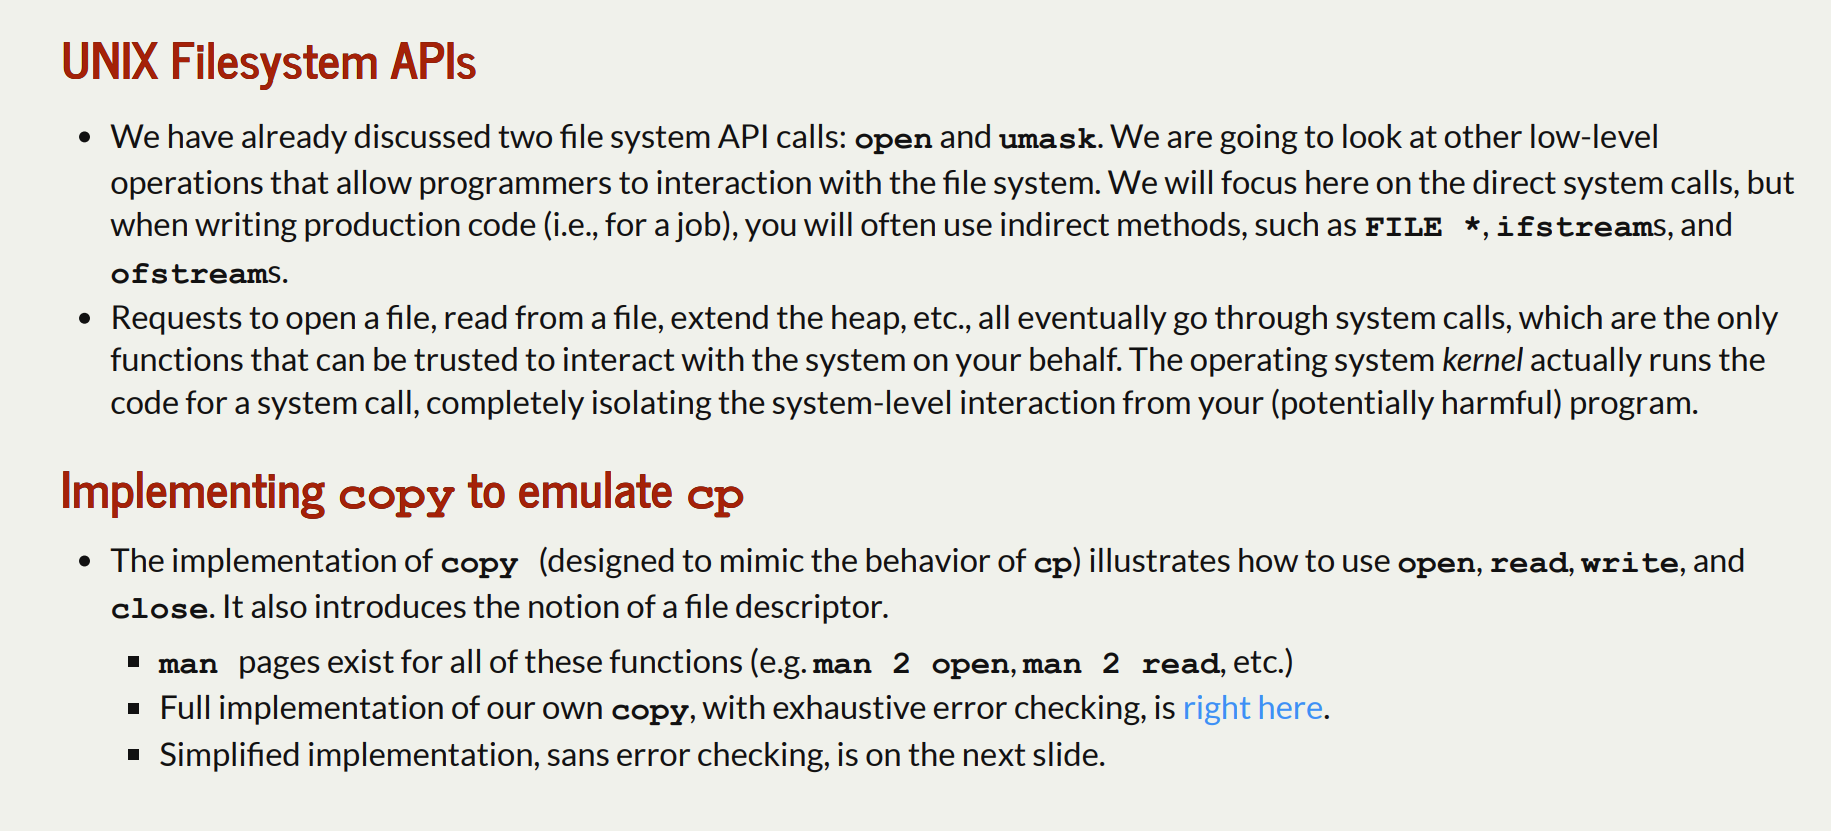 UNIX Filesystem APIs
We have already discussed two file system API calls: open and umask. We are going to look at other low-level
operations that allow programmers to interaction with the file system. We will focus here on the direct system calls, but
when writing production code (i.e., for a job), you will often use indirect methods, such as FILE *, ifstreams, and
ofstreams.
Requests to open a file, read from a file, extend the heap, etc., all eventually go through system calls, which are the only
functions that can be trusted to interact with the system on your behalf. The operating system kernel actually runs the
code for a system call, completely isolating the system-level interaction from your (potentially harmful) program.
Implementing copy to emulate cp
The implementation of copy (designed to mimic the behavior of cp) illustrates how to use open, read, write, and
close. It also introduces the notion of a file descriptor.
man pages exist for all of these functions (e.g. man 2 open, man 2 read, etc.)
Full implementation of our own copy, with exhaustive error checking, is right here.
Simplified implementation, sans error checking, is on the next slide.